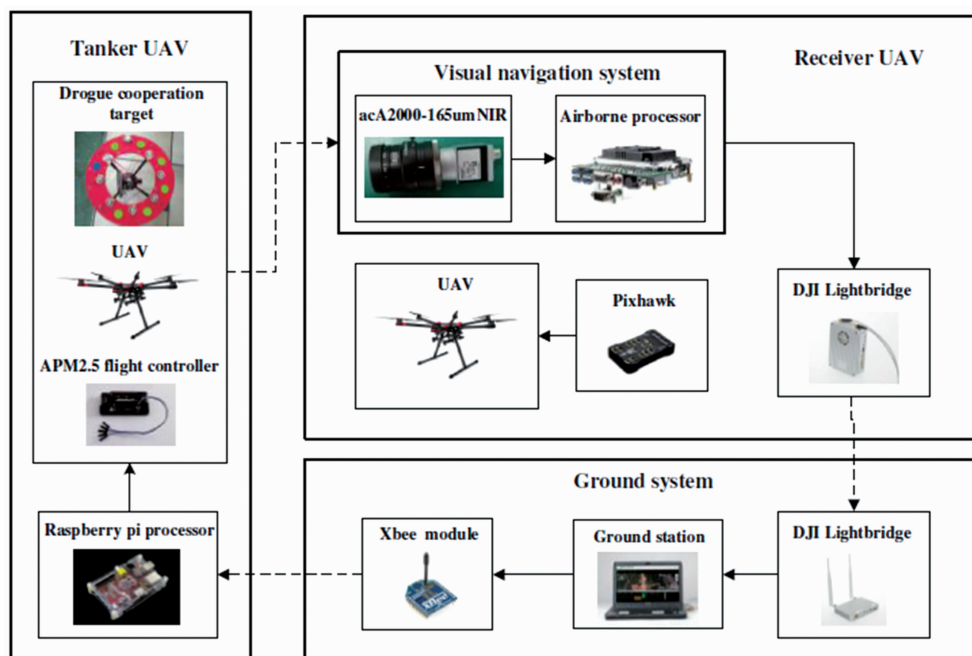 Tanker UAV
Drogue cooperation
target
UAV
APM2.5 flight controller
Raspberry pi processor
Receiver UAV
Visual navigation system
acA2000-165umNIR
Airborne processor
UAV
Pixhawk
DJI Lightbridge
Ground system
Xbee module
Ground station
DJI Lightbridge